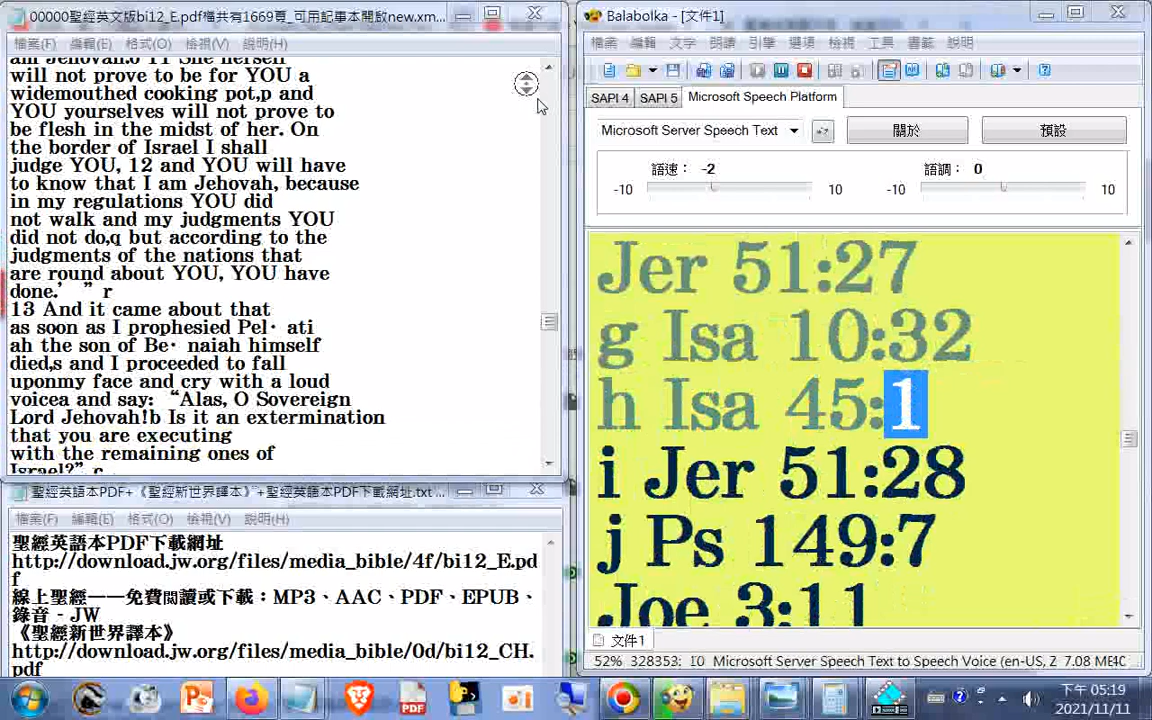 00000聖經英文版bi12_E.pdf檔共有1669頁_可用記事本開啟new.xm...
檔案(F) 編輯(E) 格式(O) 檢視(V) 說明(H)
am Jehovah.o 11 She herself
will not prove to be for YOU a
widemouthed cooking pot,p and
YOU yourselves will not prove to
be flesh in the midst of her. On
the border of Israel I shall
judge YOU, 12 and YOU will have
to know that I am Jehovah, because
in my regulations YOU did
not walk and my judgments YOU
did not do,q but according to the
judgments of the nations that
are round about YOU, YOU have
done.’ ” r
13 And it came about that
as soon as I prophesied Pel· ati
ah the son of Be· naiah himself
died,s and I proceeded to fall
uponmy face and cry with a loud
voicea and say: “Alas, O Sovereign
Lord Jehovah!b Is it an extermination
that you are executing
with the remaining ones of
Israel?” c
聖經英語本PDF+《聖經新世界譯本》+聖經英語本PDF下載網址.txt ...
檔案(F) 編輯(E) 格式(O) 檢視(V) 說明(H)
聖經英語本PDF下載網址
http://download.jw.org/files/media_bible/4f/bi12_E.pd
f
線上聖經──免費閱讀或下載：MP3、AAC、PDF、EPUB、
錄音 - JW
《聖經新世界譯本》
http://download.jw.org/files/media_bible/0d/bi12_CH.
pdf
Balabolka - [文件1]
檔案 編輯 文字 朗讀 引擎 選項 檢視 工具 書籤 說明
SAPI 4 SAPI 5 Microsoft Speech Platform
Microsoft Server Speech Text 關於 預設
語速： -2 語調： 0
-10 10 -10 10
Jer 51:27
g Isa 10:32
h Isa 45:1
i Jer 51:28
j Ps 149:7
Joe 3:11
文件1
52% 328353: IO Microsoft Server Speech Text to Speech Voice (en-US, Z 7.08 ME
下午 05:19
2021/11/11